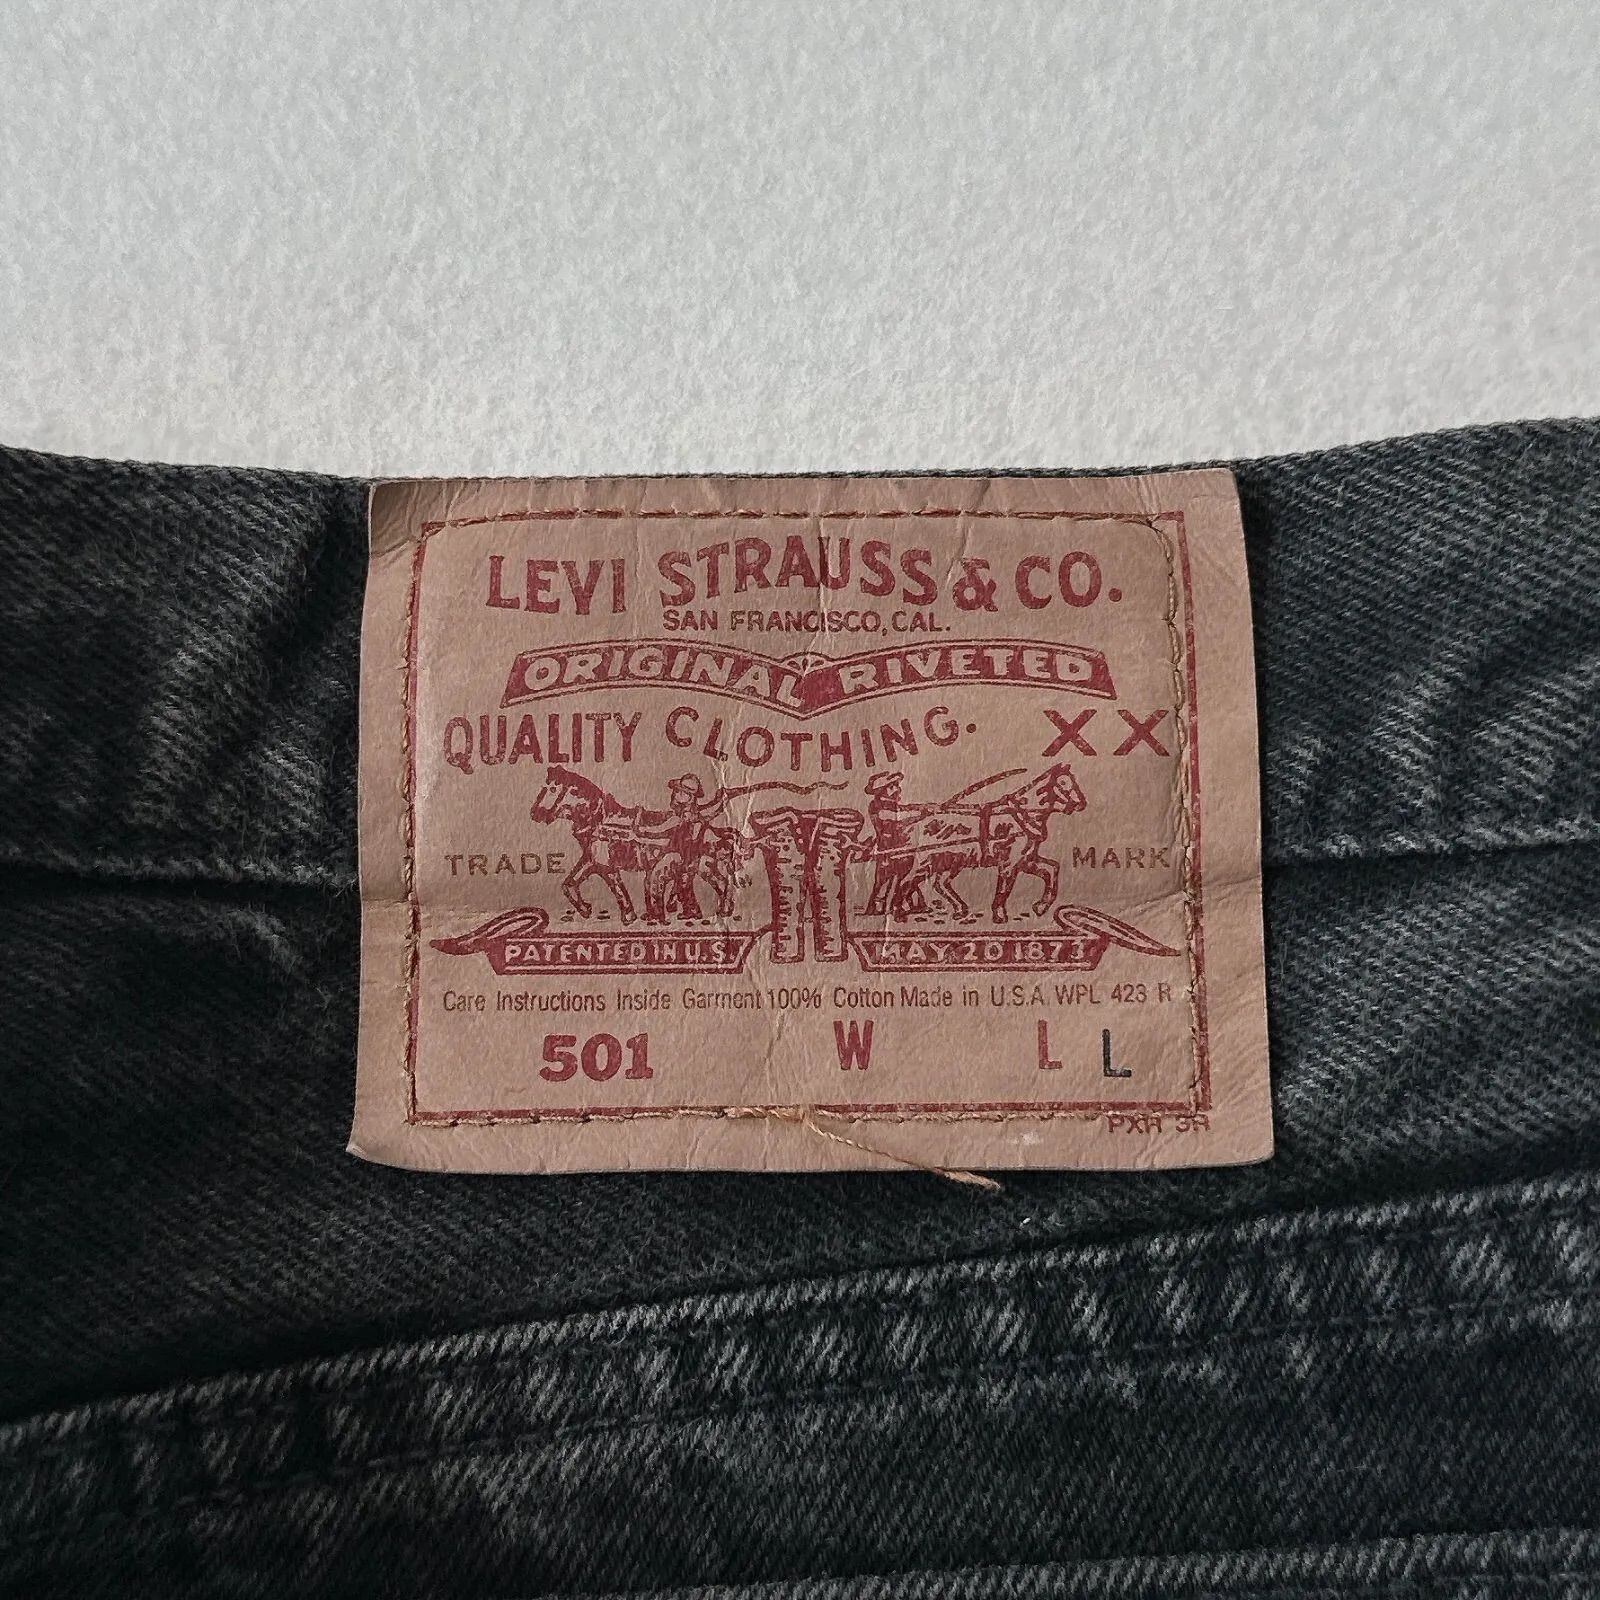 LEVI STRAUSS & CO.
SAN FRANCISCO, CAL.
ORIGINAL RIVETED
QUALITY CLOTHING. XX
TRADE MARK
PATENTED IN U.S. MAY 20 1873
Care Instructions Inside Garment 100% Cotton Made in U.S.A. WPL 423 R
501 W L L